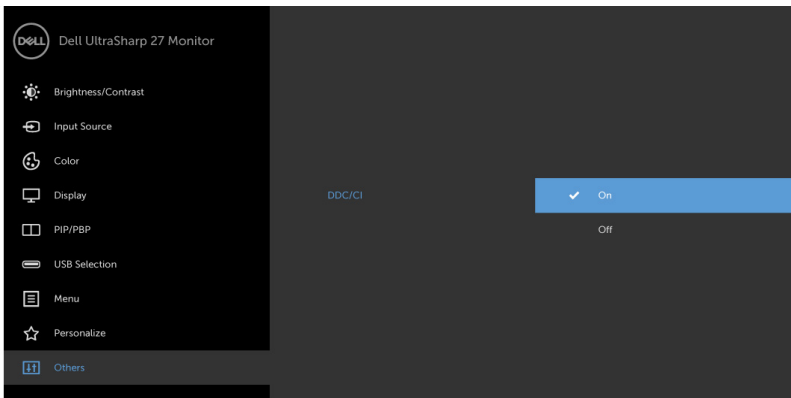 DELL
Dell UltraSharp 27 Monitor
Brightness/Contrast
Input Source
Color
Display
DDC/CI
On
PIP/PBP
Off
USB Selection
Menu
Personalize
Others